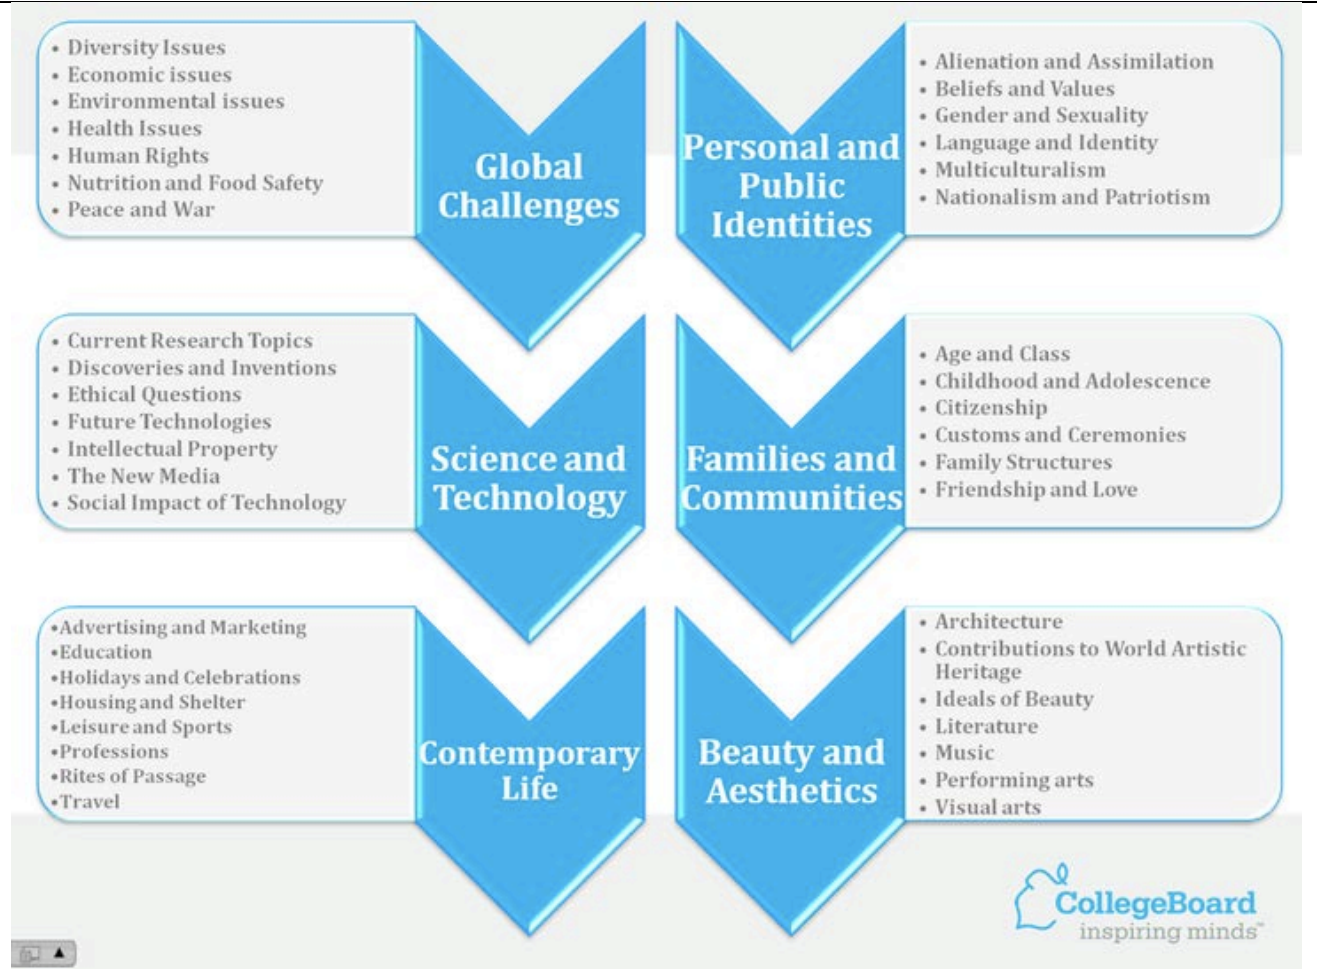 • Diversity Issues
• Economic issues
• Environmental issues
• Health Issues
• Human Rights
• Nutrition and Food Safety
• Peace and War
Global
Challenges
Personal and
Public
Identities
• Alienation and Assimilation
• Beliefs and Values
• Gender and Sexuality
• Language and Identity
• Multiculturalism
• Nationalism and Patriotism
• Current Research Topics
• Discoveries and Inventions
• Ethical Questions
• Future Technologies
• Intellectual Property
• The New Media
• Social Impact of Technology
Science and
Technology
Families and
Communities
• Age and Class
• Childhood and Adolescence
• Citizenship
• Customs and Ceremonies
• Family Structures
• Friendship and Love
•Advertising and Marketing
•Education
•Holidays and Celebrations
•Housing and Shelter
•Leisure and Sports
•Professions
•Rites of Passage
•Travel
Contemporary
Life
Beauty and
Aesthetics
• Architecture
• Contributions to World Artistic
Heritage
• Ideals of Beauty
• Literature
• Music
• Performing arts
• Visual arts
CollegeBoard
inspiring minds™